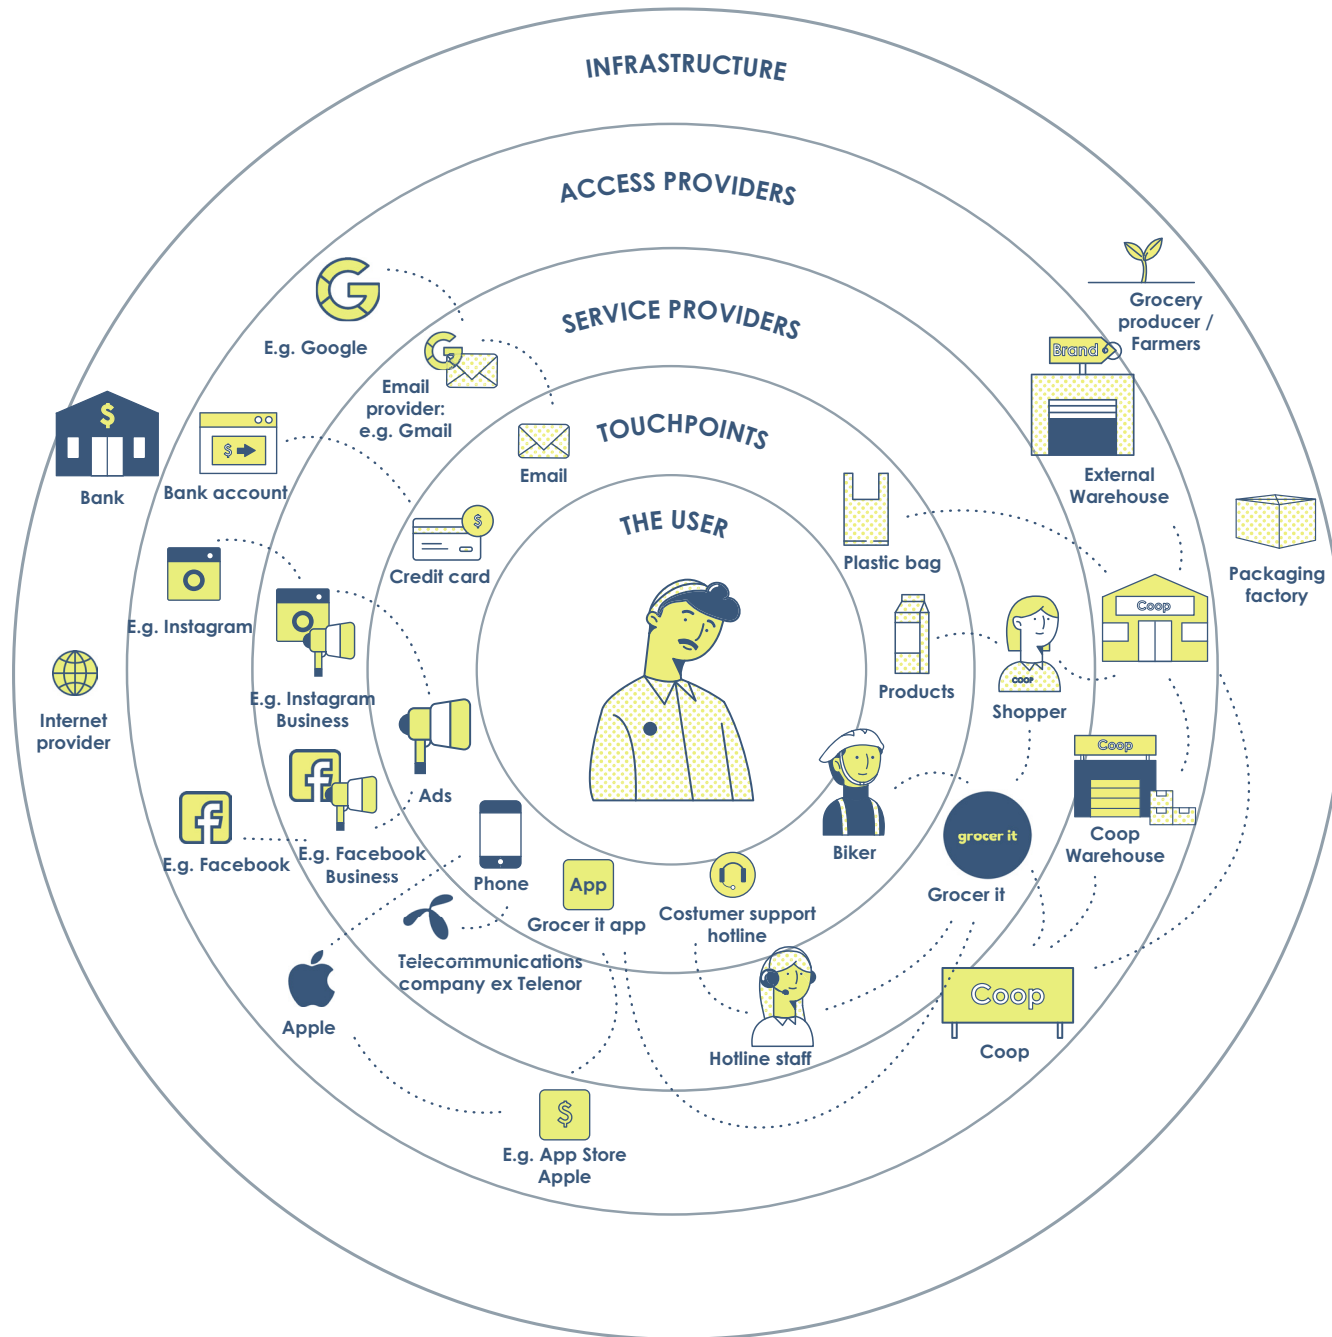 INFRASTRUCTURE
ACCESS PROVIDERS
SERVICE PROVIDERS
TOUCHPOINTS
THE USER
E.g. Google
Email
provider:
e.g. Gmail
Email
$
Bank
$
Bank account
$
Credit card
E.g. Instagram
E.g. Instagram
Business
Internet
provider
Ads
E.g. Facebook
E.g. Facebook
Business
Phone
Telecommunications
company ex Telenor
Apple
App
Grocer it app
$
E.g. App Store
Apple
Costumer support
hotline
Hotline staff
Grocery
producer /
Farmers
Brand
External
Warehouse
Packaging
factory
Plastic bag
Products
COOP
Shopper
Coop
Biker
grocer it
Grocer it
Coop
Coop
Warehouse
Coop
Coop